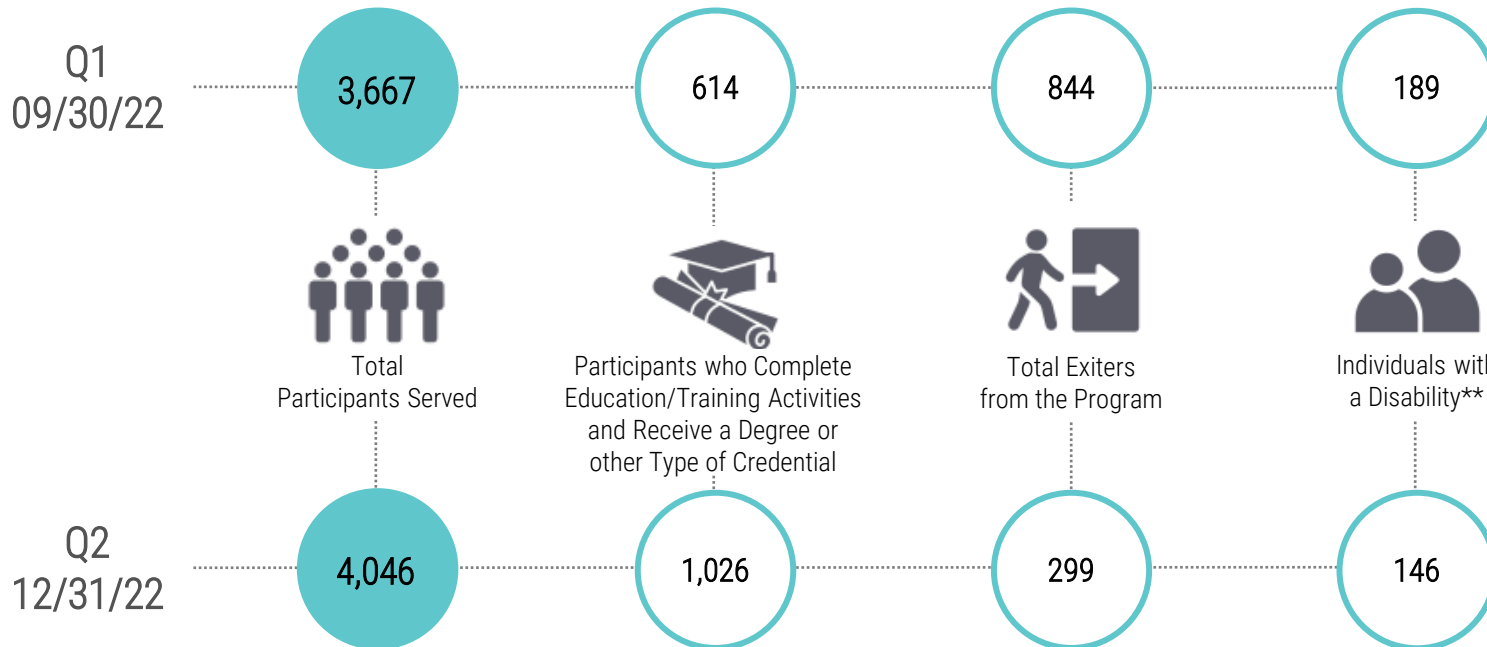 Q1
09/30/22
3,667
614
844
189
Total
Participants Served
Participants who Complete
Education/Training Activities
and Receive a Degree or
other Type of Credential
Total Exiters
from the Program
Individuals with
a Disability**
Q2
12/31/22
4,046
1,026
299
146